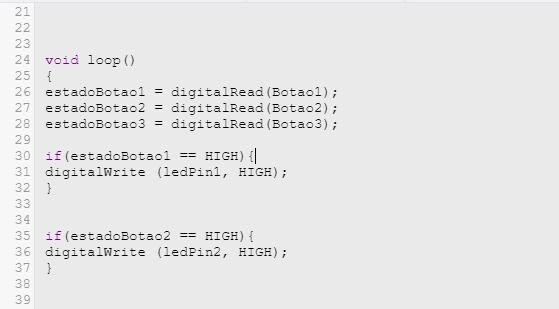 21
22
23
24 void loop()
25 {
26 estadoBotao1 = digitalRead(Botao1);
27 estadoBotao2 = digitalRead(Botao2);
28 estadoBotao3 = digitalRead(Botao3);
29
30 if(estadoBotao1 == HIGH){
31 digitalWrite (ledPin1, HIGH);
32 }
33
34
35 if(estadoBotao2 == HIGH){
36 digitalWrite (ledPin2, HIGH);
37 }
38
39